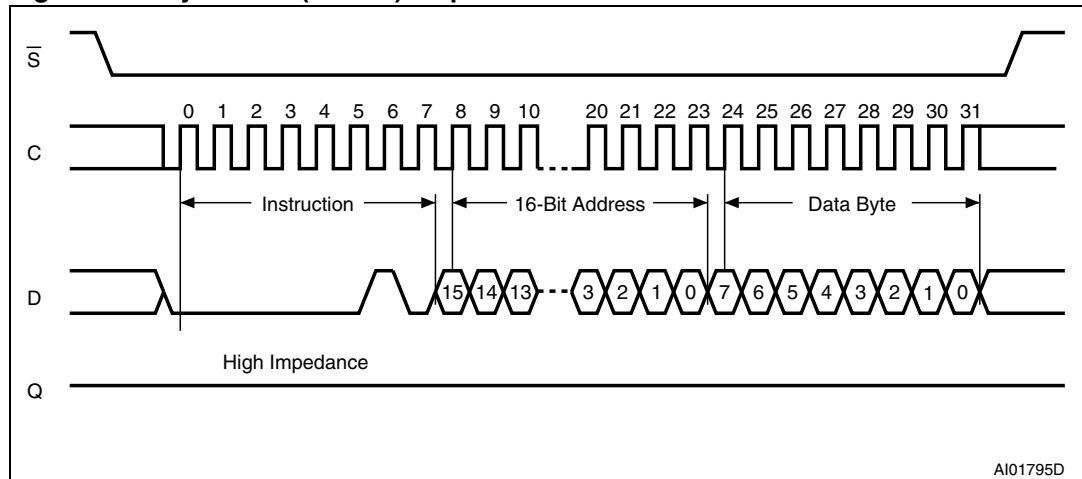 S
0 1 2 3 4 5 6 7 8 9 10 20 21 22 23 24 25 26 27 28 29 30 31
C
Instruction 16-Bit Address Data Byte
D 15 14 13 3 2 1 0 7 6 5 4 3 2 1 0
High Impedance
Q
AI01795D